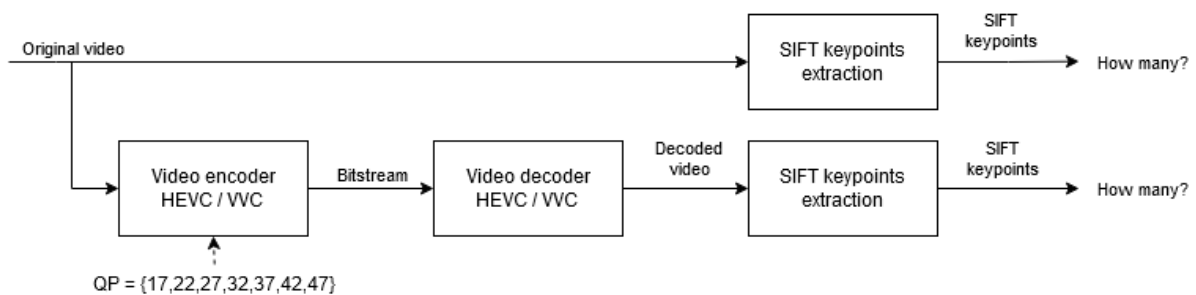 Original video
SIFT keypoints
extraction
SIFT
keypoints
How many?
Video encoder
HEVC / VVC
Bitstream
Video decoder
HEVC / VVC
Decoded
video
SIFT keypoints
extraction
SIFT
keypoints
How many?
QP = {17,22,27,32,37,42,47}